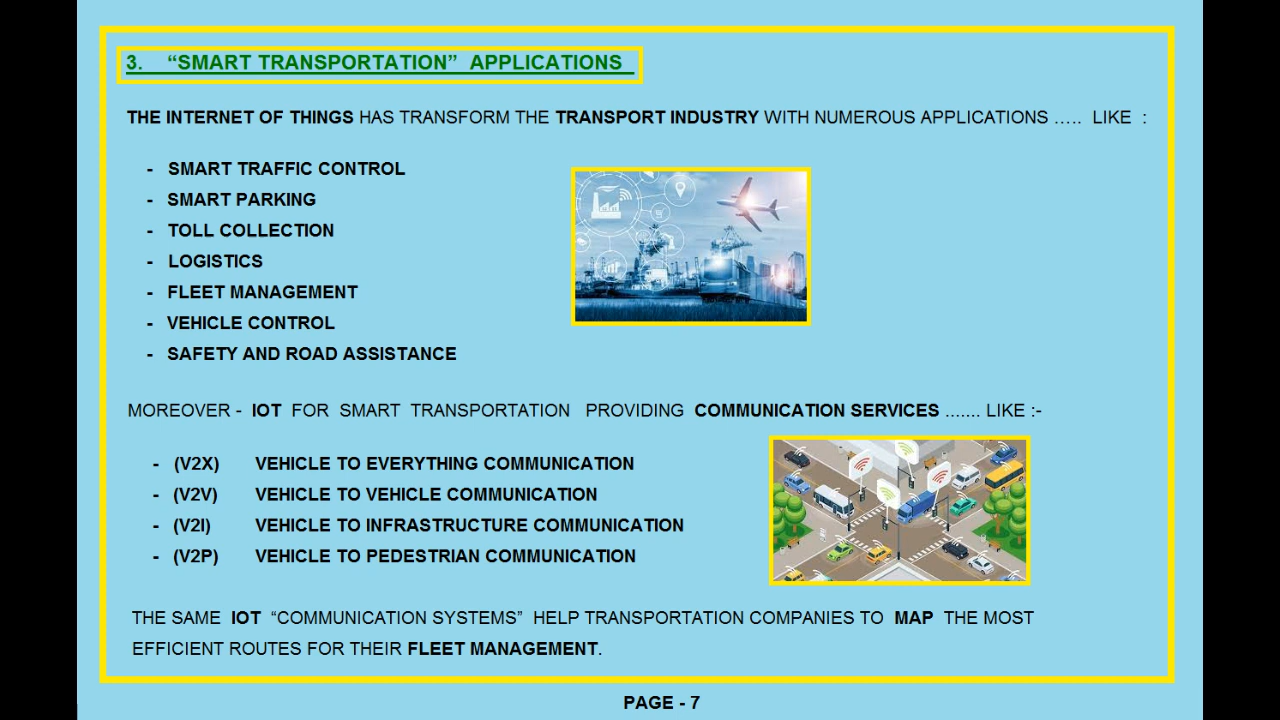 3. “SMART TRANSPORTATION” APPLICATIONS
THE INTERNET OF THINGS HAS TRANSFORM THE TRANSPORT INDUSTRY WITH NUMEROUS APPLICATIONS ..... LIKE :
- SMART TRAFFIC CONTROL
- SMART PARKING
- TOLL COLLECTION
- LOGISTICS
- FLEET MANAGEMENT
- VEHICLE CONTROL
- SAFETY AND ROAD ASSISTANCE
MOREOVER - IOT FOR SMART TRANSPORTATION PROVIDING COMMUNICATION SERVICES ....... LIKE :-
- (V2X) VEHICLE TO EVERYTHING COMMUNICATION
- (V2V) VEHICLE TO VEHICLE COMMUNICATION
- (V2I) VEHICLE TO INFRASTRUCTURE COMMUNICATION
- (V2P) VEHICLE TO PEDESTRIAN COMMUNICATION
THE SAME IOT “COMMUNICATION SYSTEMS” HELP TRANSPORTATION COMPANIES TO MAP THE MOST
EFFICIENT ROUTES FOR THEIR FLEET MANAGEMENT.
PAGE - 7